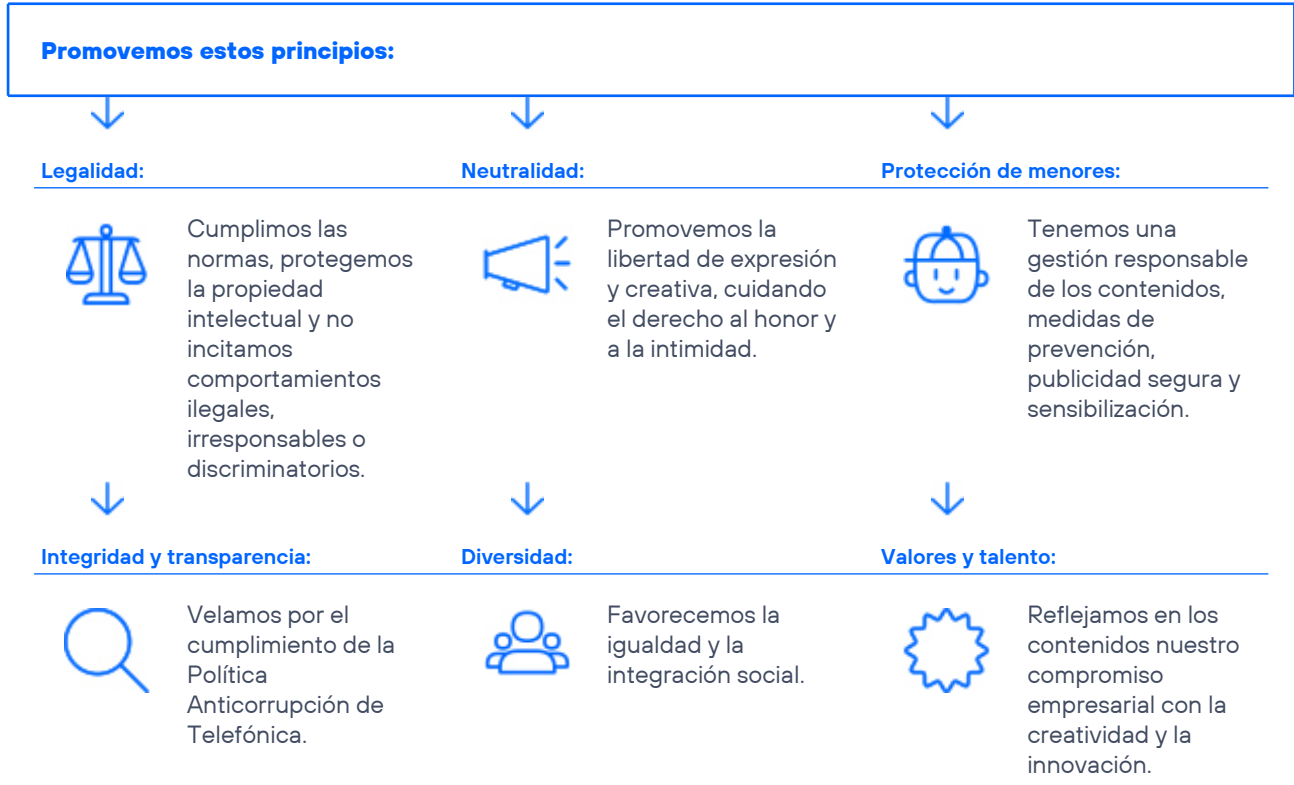 Promovemos estos principios:
Legalidad:
Cumplimos las
normas, protegemos
la propiedad
intelectual y no
incitamos
comportamientos
ilegales,
irresponsables o
discriminatorios.
Neutralidad:
Promovemos la
libertad de expresión
y creativa, cuidando
el derecho al honor y
a la intimidad.
Protección de menores:
Tenemos una
gestión responsable
de los contenidos,
medidas de
prevención,
publicidad segura y
sensibilización.
Integridad y transparencia:
Velamos por el
cumplimiento de la
Política
Anticorrupción de
Telefónica.
Diversidad:
Favorecemos la
igualdad y la
integración social.
Valores y talento:
Reflejamos en los
contenidos nuestro
compromiso
empresarial con la
creatividad y la
innovación.